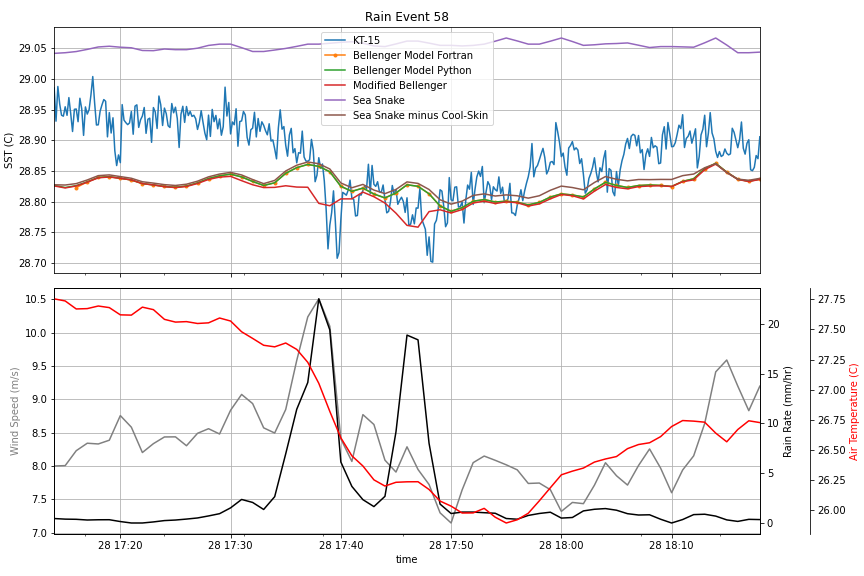 Rain Event 58
KT-15
Bellenger Model Fortran
Bellenger Model Python
Modified Bellenger
Sea Snake
Sea Snake minus Cool-Skin
SST (C)
29.05
29.00
28.95
28.90
28.85
28.80
28.75
28.70
Wind Speed (m/s)
10.5
10.0
9.5
9.0
8.5
8.0
7.5
7.0
20
15
10
5
0
Rain Rate (mm/hr)
27.75
27.50
27.25
27.00
26.75
26.50
26.25
26.00
Air Temperature (C)
28 17:20 28 17:30 28 17:40 28 17:50 28 18:00 28 18:10
time